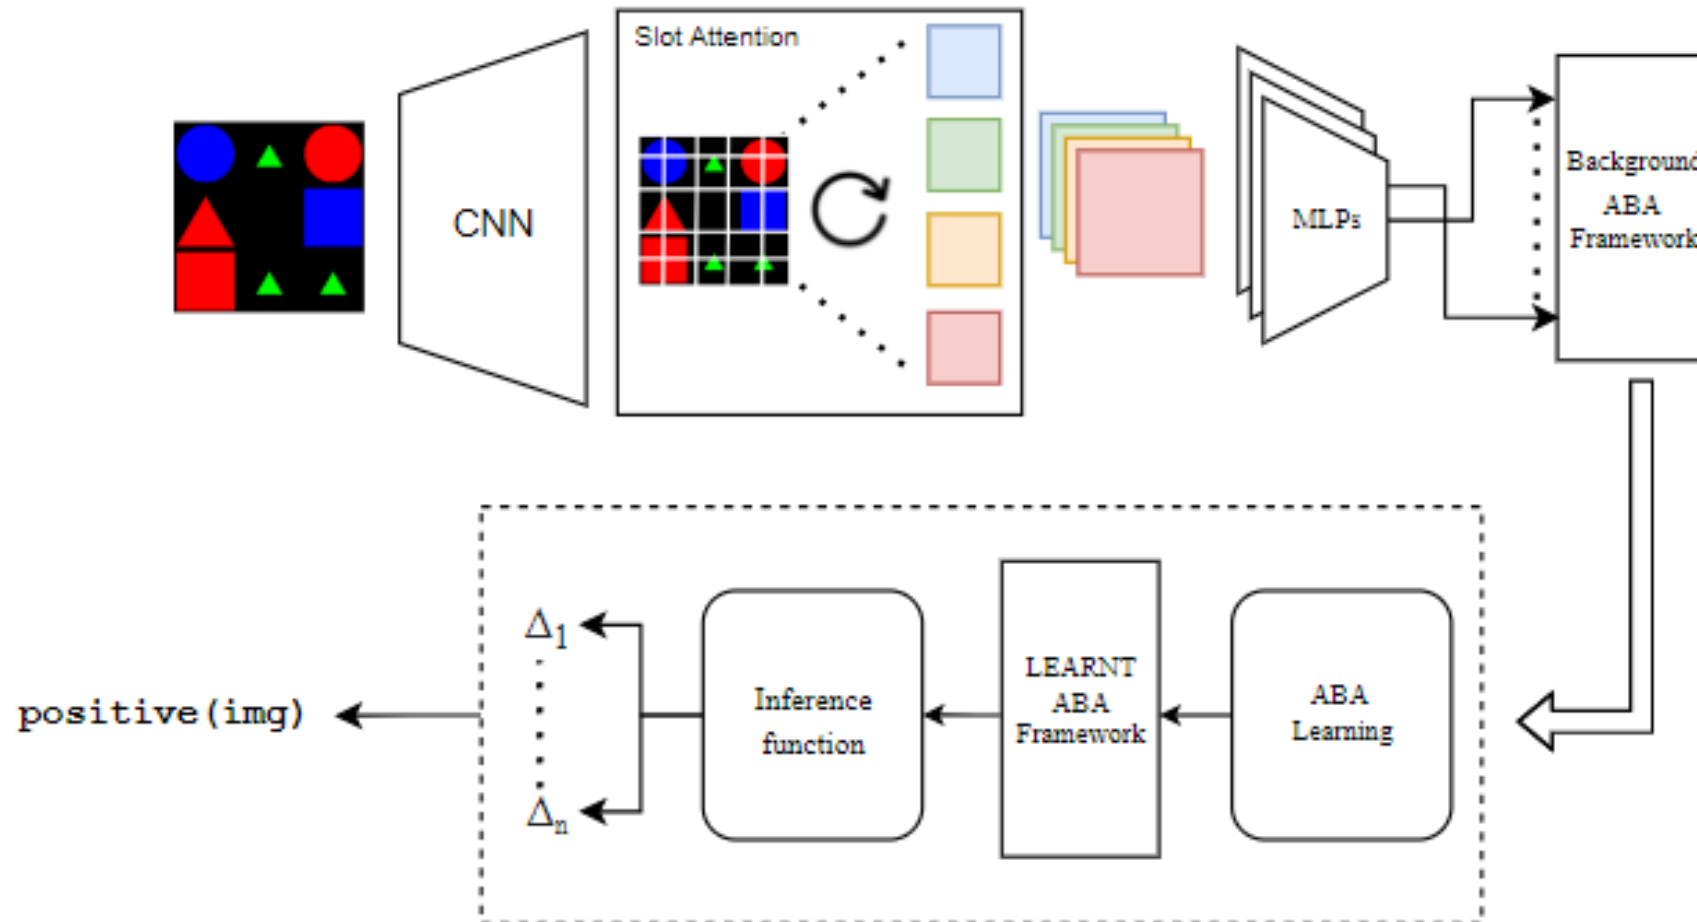 Slot Attention
CNN
MLPs
Background
ABA
Framework
Δ1
Δn
Inference
function
LEARNT
ABA
Framework
ABA
Learning
positive(img)